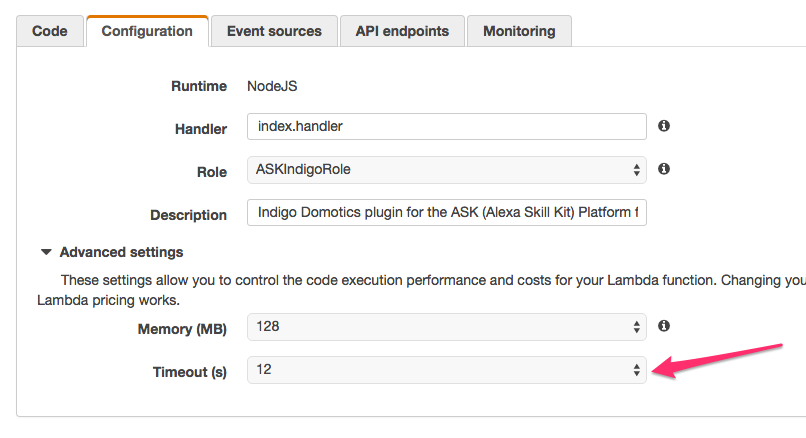 Code Configuration Event sources API endpoints Monitoring
Runtime NodeJS
Handler index.handler
Role ASKIndigoRole
Description Indigo Domotics plugin for the ASK (Alexa Skill Kit) Platform f
Advanced settings
These settings allow you to control the code execution performance and costs for your Lambda function. Changing you
Lambda pricing works.
Memory (MB) 128
Timeout (s) 12